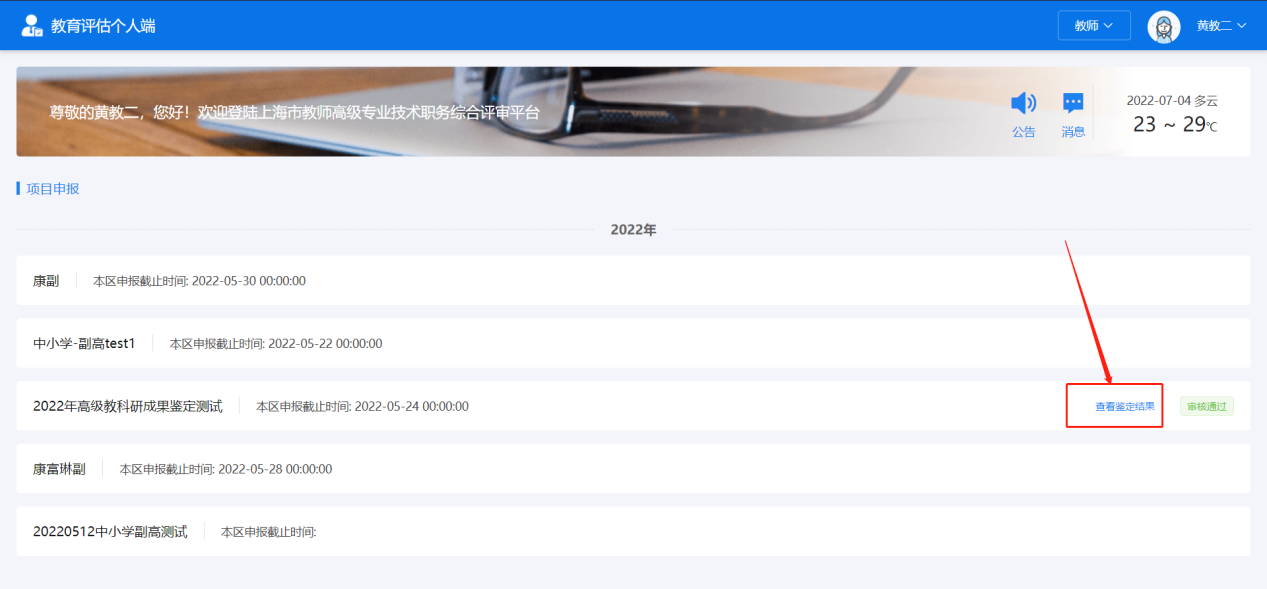 教育评估个人端
教师
黄教二
尊敬的黄教二，您好！欢迎登陆上海市教师高级专业技术职务综合评审平台
公告
消息
2022-07-04 多云
23 ~ 29℃
项目申报
2022年
康副 本区申报截止时间: 2022-05-30 00:00:00
中小学-副高test1 本区申报截止时间: 2022-05-22 00:00:00
2022年高级教科研成果鉴定测试 本区申报截止时间: 2022-05-24 00:00:00 查看鉴定结果 审核通过
康富琳副 本区申报截止时间: 2022-05-28 00:00:00
20220512中小学副高测试 本区申报截止时间: